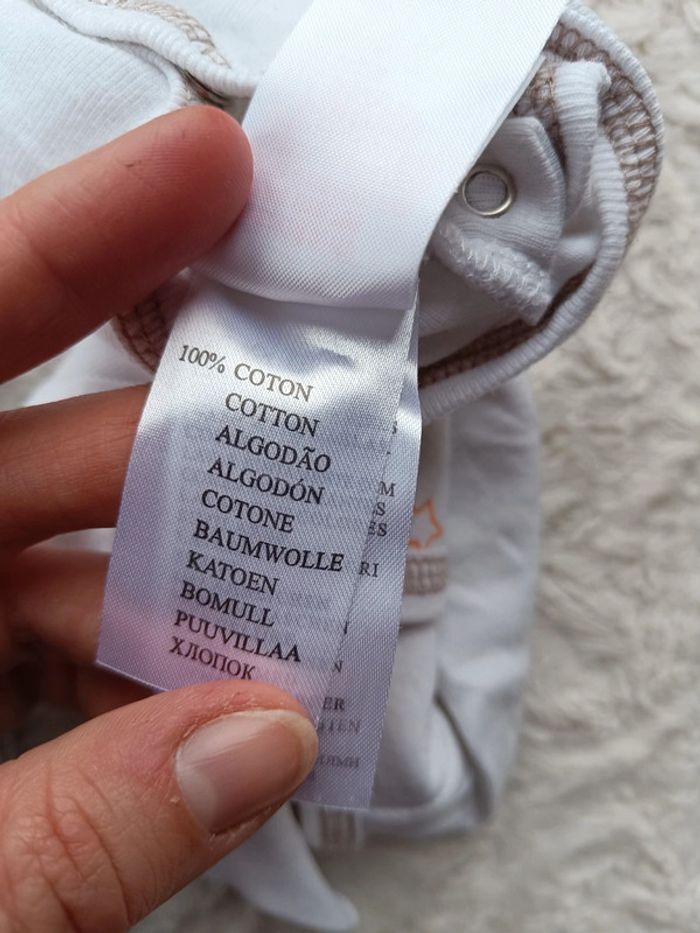 100% COTON
COTTON
ALGODÃO
ALGODÓN
COTONE
BAUMWOLLE
KATOEN
BOMULL
PUUVILLAA
ХЛОПОК